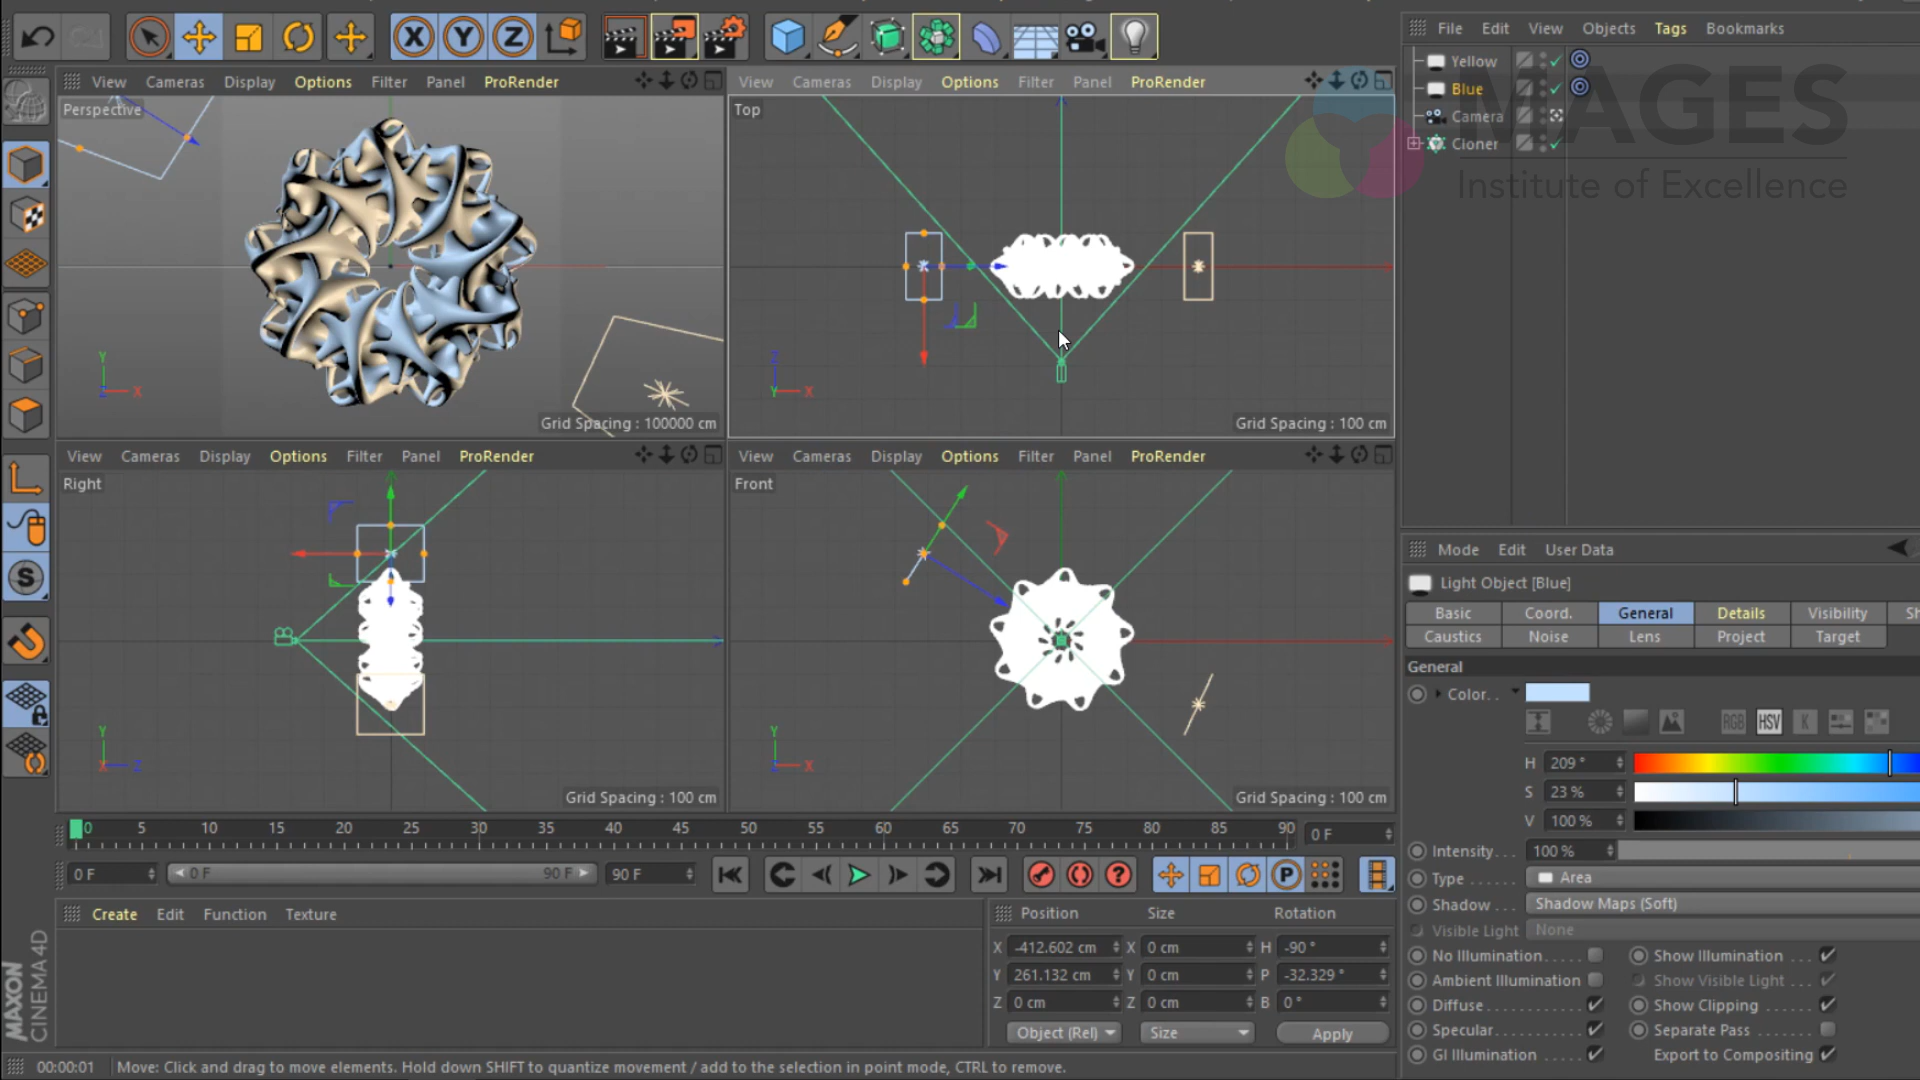 File Edit View Objects Tags Bookmarks
View Cameras Display Options Filter Panel ProRender
View Cameras Display Options Filter Panel ProRender
Perspective
Top
Yellow
Blue
Camera
Cloner
MAGES
Institute of Excellence
Y
Z X
Grid Spacing : 100000 cm
Z
Y X
Grid Spacing : 100 cm
View Cameras Display Options Filter Panel ProRender
View Cameras Display Options Filter Panel ProRender
Right
Front
Y
X Z
Grid Spacing : 100 cm
Y
Z X
Grid Spacing : 100 cm
Mode Edit User Data
Light Object [Blue]
Basic Coord. General Details Visibility Sh
Caustics Noise Lens Project Target
General
Color. .
RGB HSV K
H 209 °
S 23 %
V 100 %
Intensity. . . 100 %
Type . . . . . . Area
Shadow . . . Shadow Maps (Soft)
Visible Light None
No Illumination. . . . . Show Illumination . . .
Ambient Illumination Show Visible Light . .
Diffuse. . . . . . . . . . . . Show Clipping . . . . .
Specular. . . . . . . . . . Separate Pass . . . . .
GI Illumination . . . . . Export to Compositing
0 5 10 15 20 25 30 35 40 45 50 55 60 65 70 75 80 85 90 0 F
0 F 0 F 90 F 90 F
Create Edit Function Texture
Position Size Rotation
X -412.602 cm X 0 cm H -90 °
Y 261.132 cm Y 0 cm P -32.329 °
Z 0 cm Z 0 cm B 0 °
Object (Rel) Size Apply
MAXON
CINEMA 4D
00:00:01 Move: Click and drag to move elements. Hold down SHIFT to quantize movement / add to the selection in point mode, CTRL to remove.